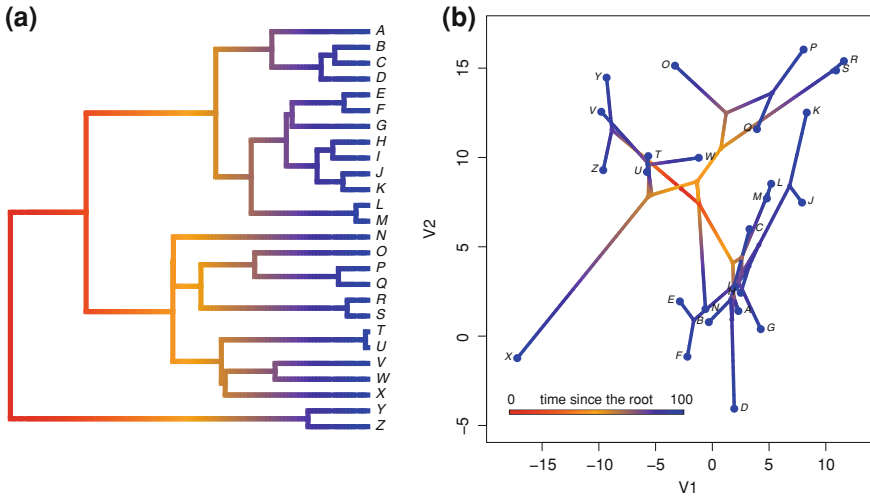 (a)
A
B
C
D
E
F
G
H
I
J
K
L
M
N
O
P
Q
R
S
T
U
V
W
X
Y
Z
(b)
V2
15
10
5
0
−5
P
R
S
O
Y
V
K
Q
T
W
Z
U
L
M
J
C
E
N
A
B
G
F
X
D
0 time since the root 100
−15 −10 −5 0 5 10
V1